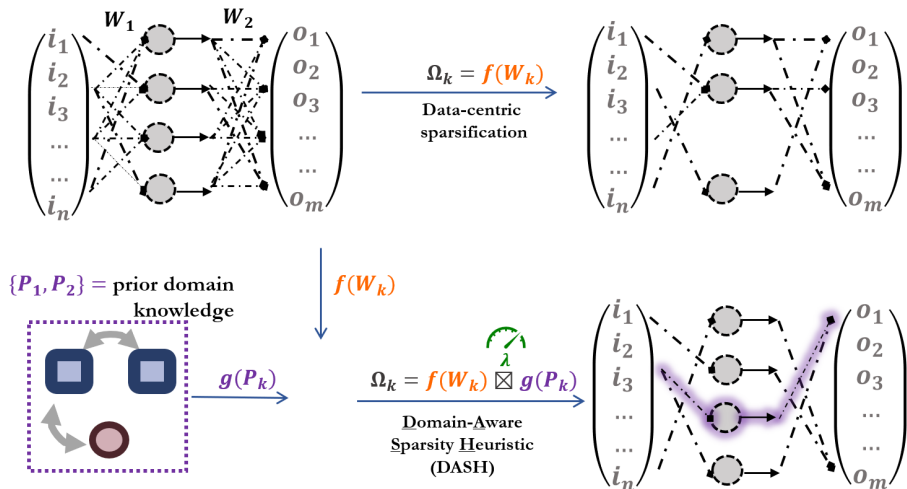 W₁ W₂
i₁
i₂
i₃
...
...
iₙ
o₁
o₂
o₃
...
...
oₘ
Ωₖ = f(Wₖ)
Data-centric
sparsification
i₁
i₂
i₃
...
...
iₙ
o₁
o₂
o₃
...
...
oₘ
{P₁, P₂} = prior domain
knowledge
f(Wₖ)
g(Pₖ)
λ
Ωₖ = f(Wₖ) ⊠ g(Pₖ)
Domain-Aware
Sparsity Heuristic
(DASH)
i₁
i₂
i₃
...
...
iₙ
o₁
o₂
o₃
...
...
oₘ